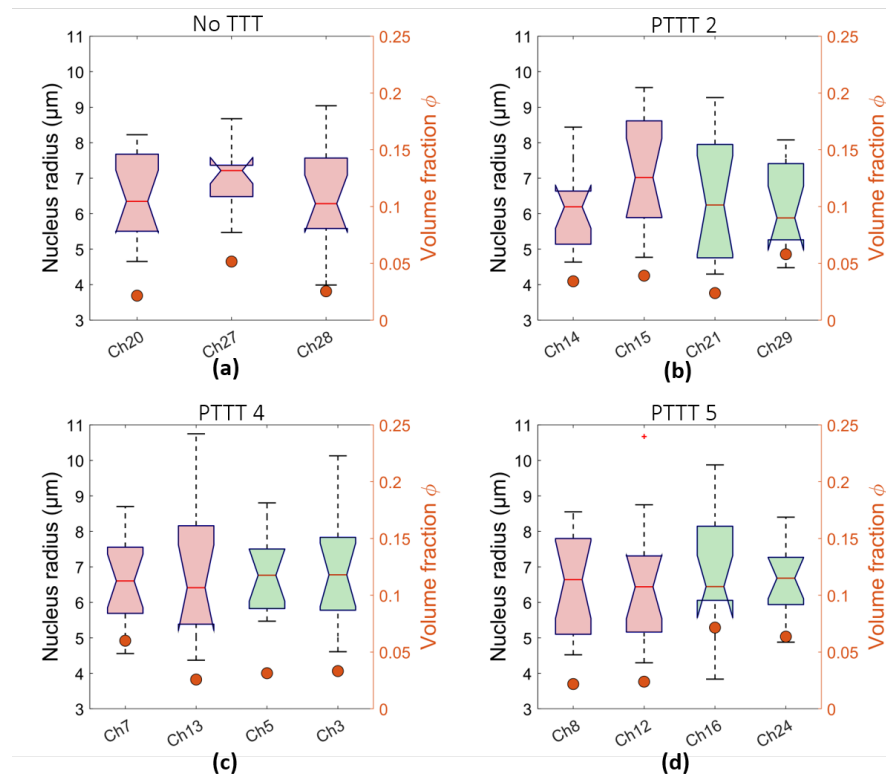 No TTT
11
10
9
8
7
6
5
4
3
Nucleus radius (μm)
0.25
0.2
0.15
0.1
0.05
0
Volume fraction ϕ
Ch20
Ch27
Ch28
(a)
PTTT 2
11
10
9
8
7
6
5
4
3
Nucleus radius (μm)
0.25
0.2
0.15
0.1
0.05
0
Volume fraction ϕ
Ch14
Ch15
Ch21
Ch29
(b)
PTTT 4
11
10
9
8
7
6
5
4
3
Nucleus radius (μm)
0.25
0.2
0.15
0.1
0.05
0
Volume fraction ϕ
Ch7
Ch13
Ch5
Ch3
(c)
PTTT 5
11
10
9
8
7
6
5
4
3
Nucleus radius (μm)
0.25
0.2
0.15
0.1
0.05
0
Volume fraction ϕ
Ch8
Ch12
Ch16
Ch24
(d)